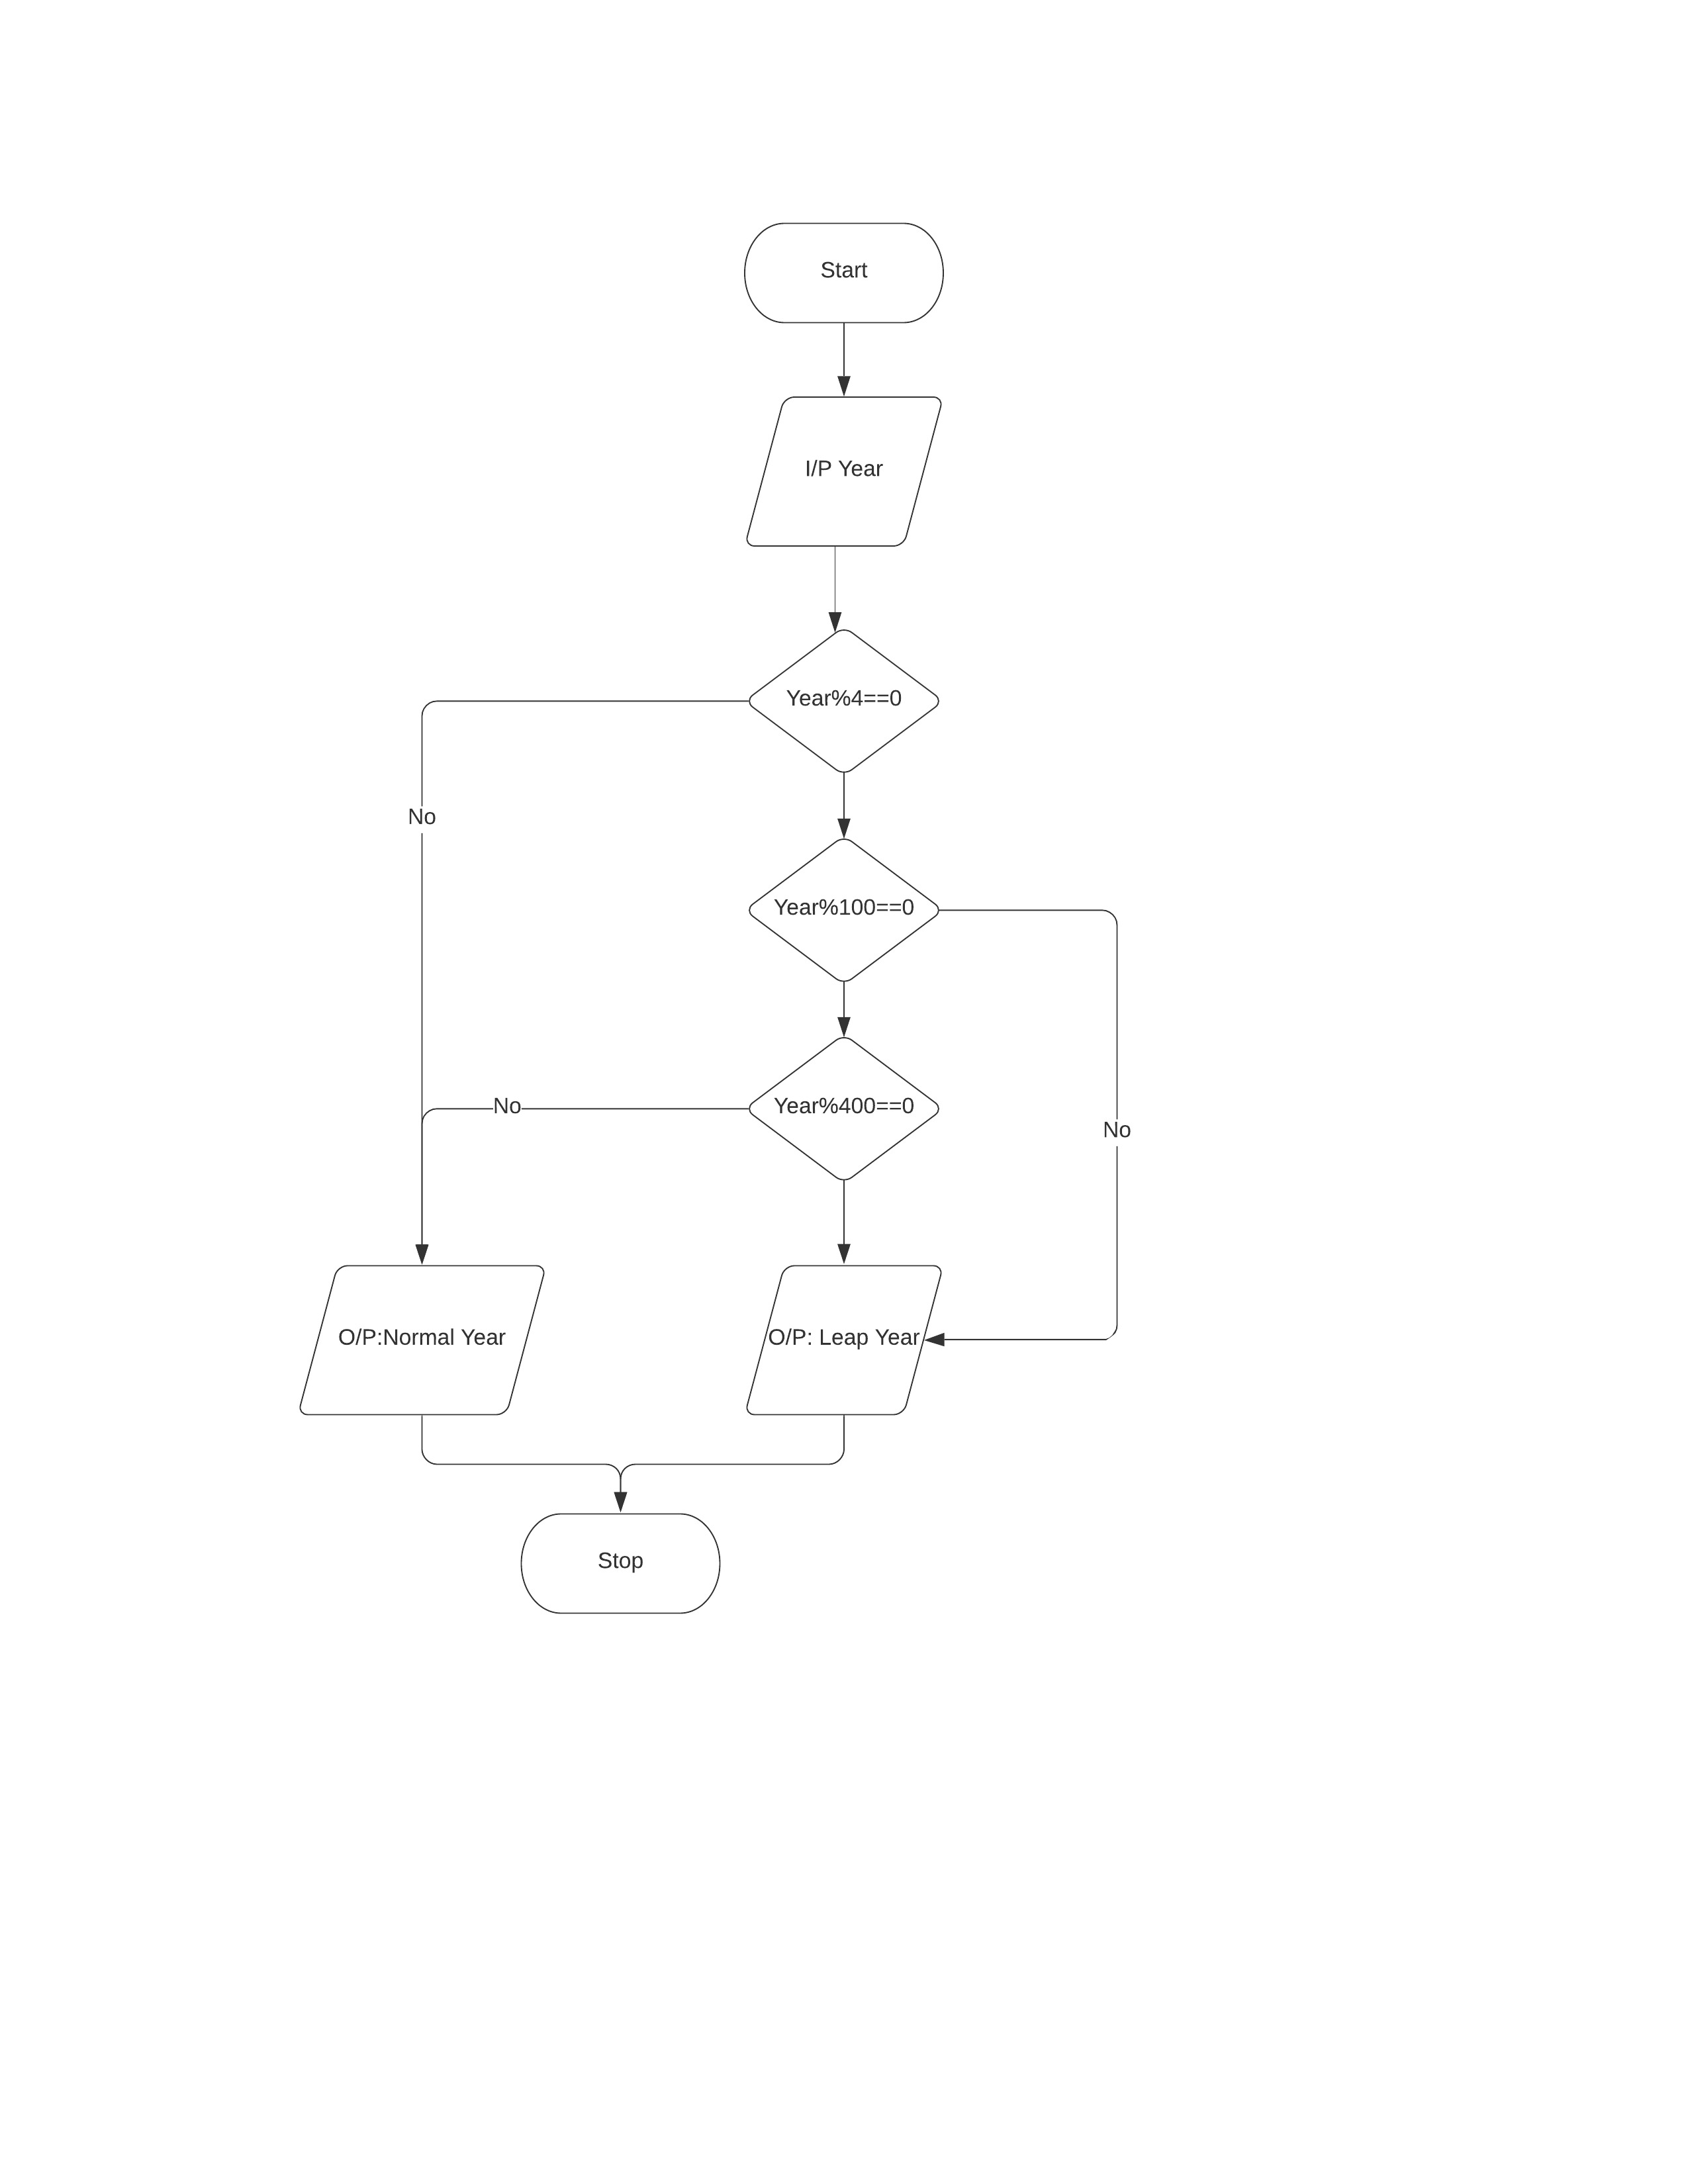 Start
I/P Year
Year%4==0
No
Year%100==0
Year%400==0
No
No
O/P:Normal Year
O/P: Leap Year
Stop